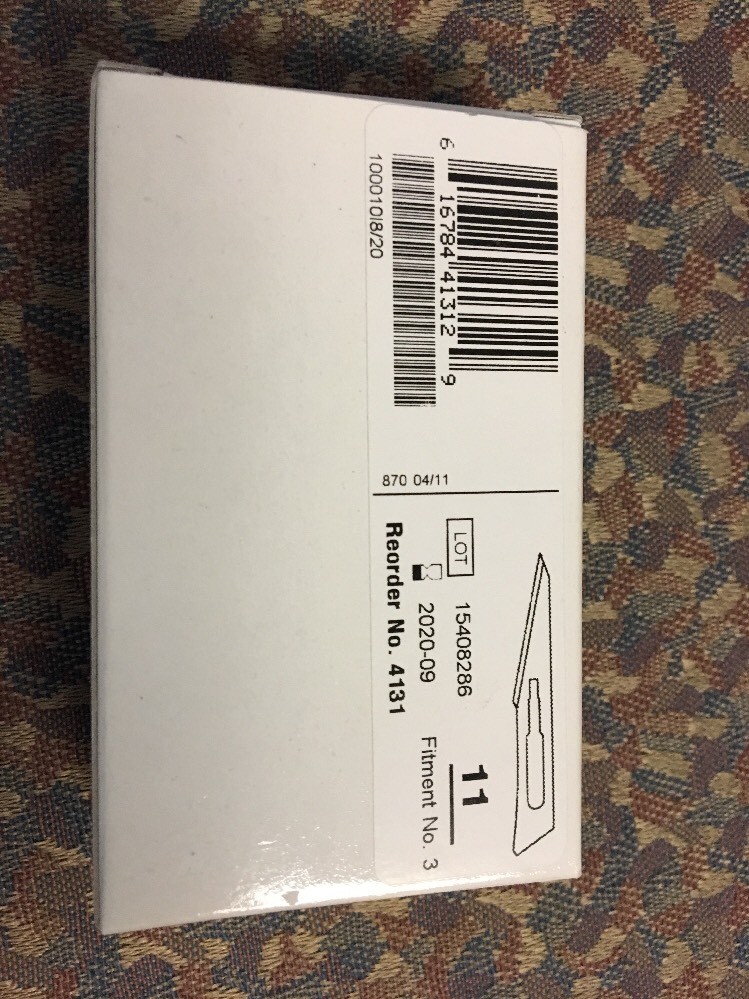 6 16784 41312 9
100010I8/20
870 04/11
11
LOT 15408286
2020-09 Fitment No. 3
Reorder No. 4131